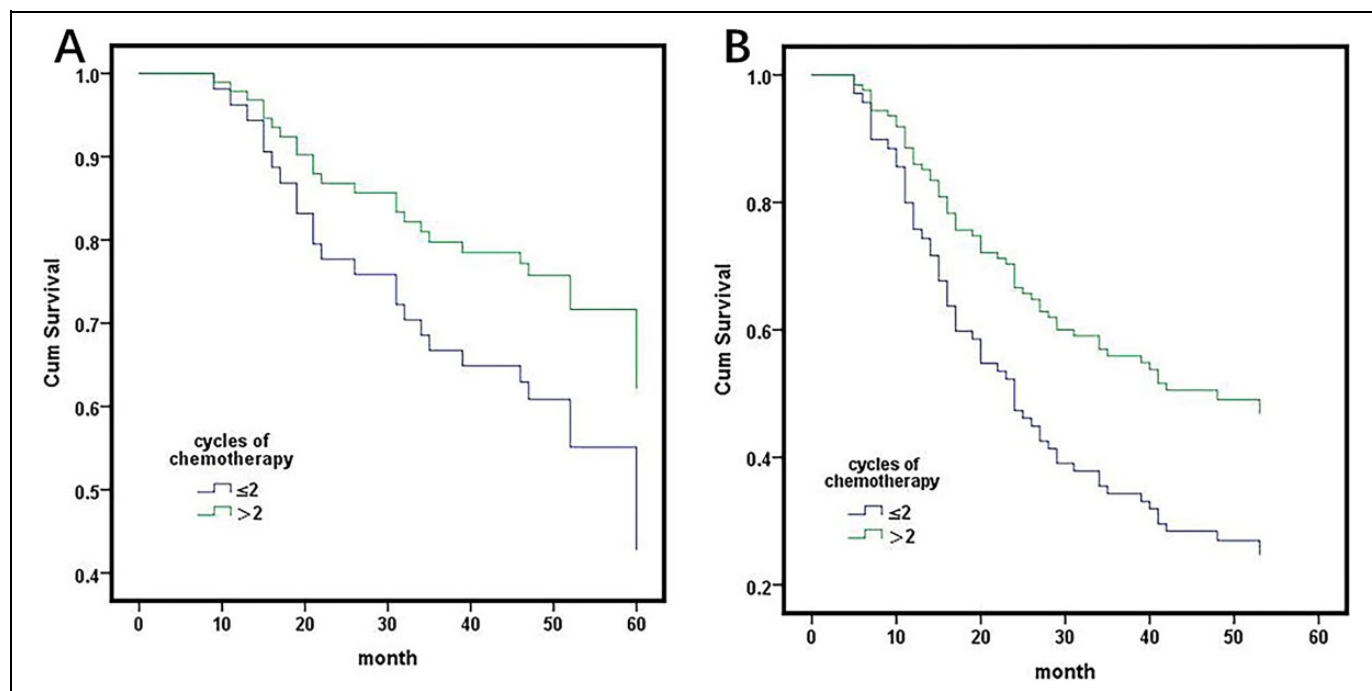 A
1.0
0.9
0.8
0.7
0.6
0.5
0.4
Cum Survival
cycles of
chemotherapy
≤2
>2
0 10 20 30 40 50 60
month
B
1.0
0.8
0.6
0.4
0.2
Cum Survival
cycles of
chemotherapy
≤2
>2
0 10 20 30 40 50 60
month